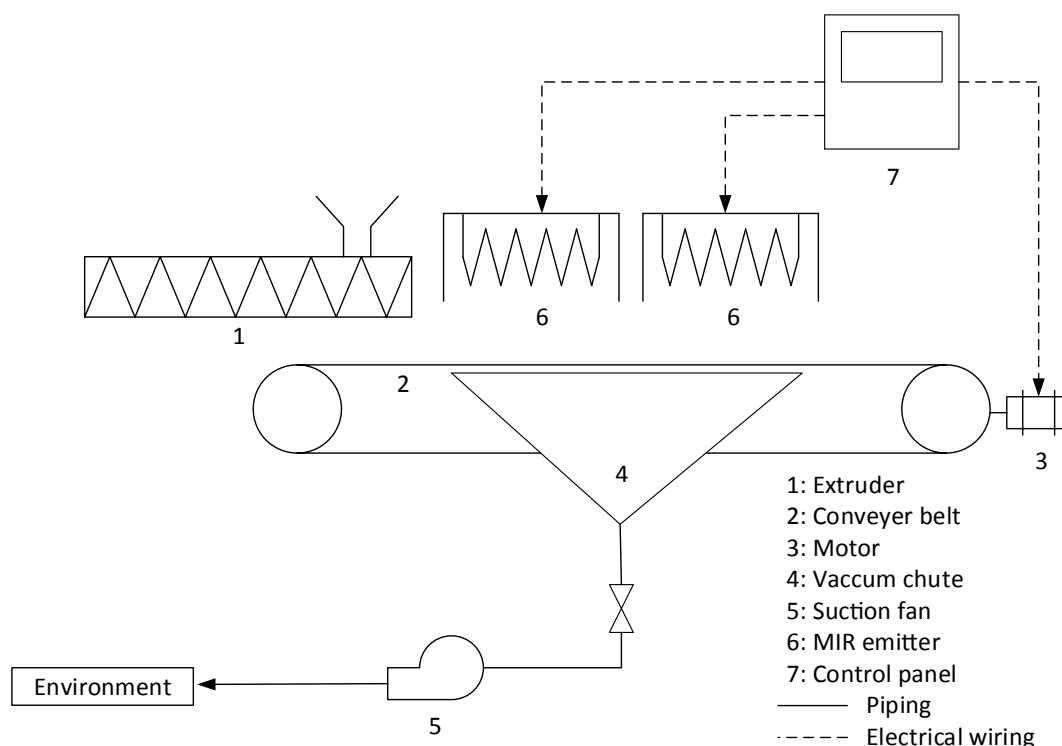 7
1
6
6
2
4
3
1: Extruder
2: Conveyer belt
3: Motor
4: Vaccum chute
5: Suction fan
6: MIR emitter
7: Control panel
Piping
Electrical wiring
Environment
5